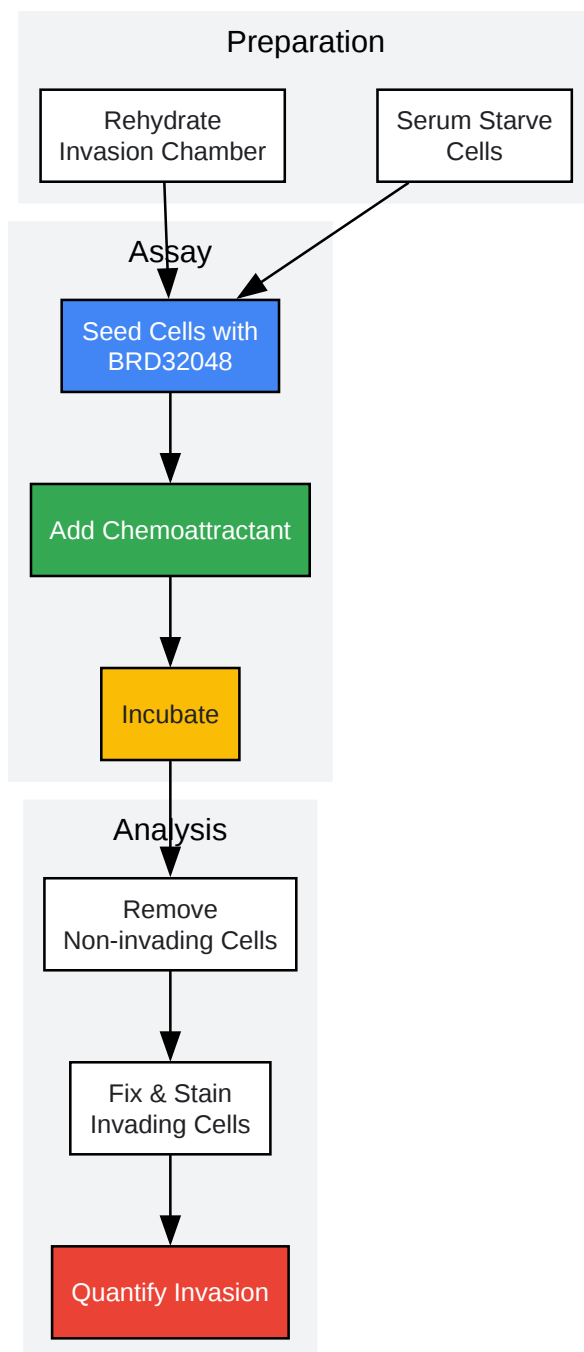 Preparation
Rehydrate
Invasion Chamber
Serum Starve
Cells
Assay
Seed Cells with
BRD32048
Add Chemoattractant
Incubate
Analysis
Remove
Non-invading Cells
Fix & Stain
Invading Cells
Quantify Invasion